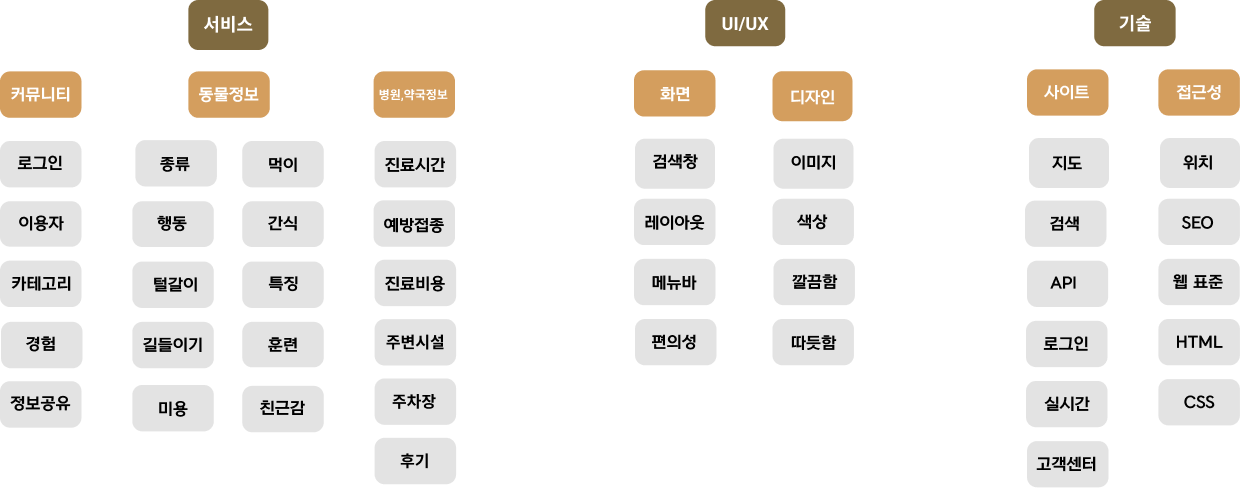 서비스
커뮤니티
로그인
이용자
카테고리
경험
정보공유
동물정보
종류
먹이
행동
간식
털갈이
특징
길들이기
훈련
미용
친근감
병원,약국정보
진료시간
예방접종
진료비용
주변시설
주차장
후기
UI/UX
화면
검색창
레이아웃
메뉴바
편의성
디자인
이미지
색상
깔끔함
따듯함
기술
사이트
지도
검색
API
로그인
실시간
고객센터
접근성
위치
SEO
웹 표준
HTML
CSS